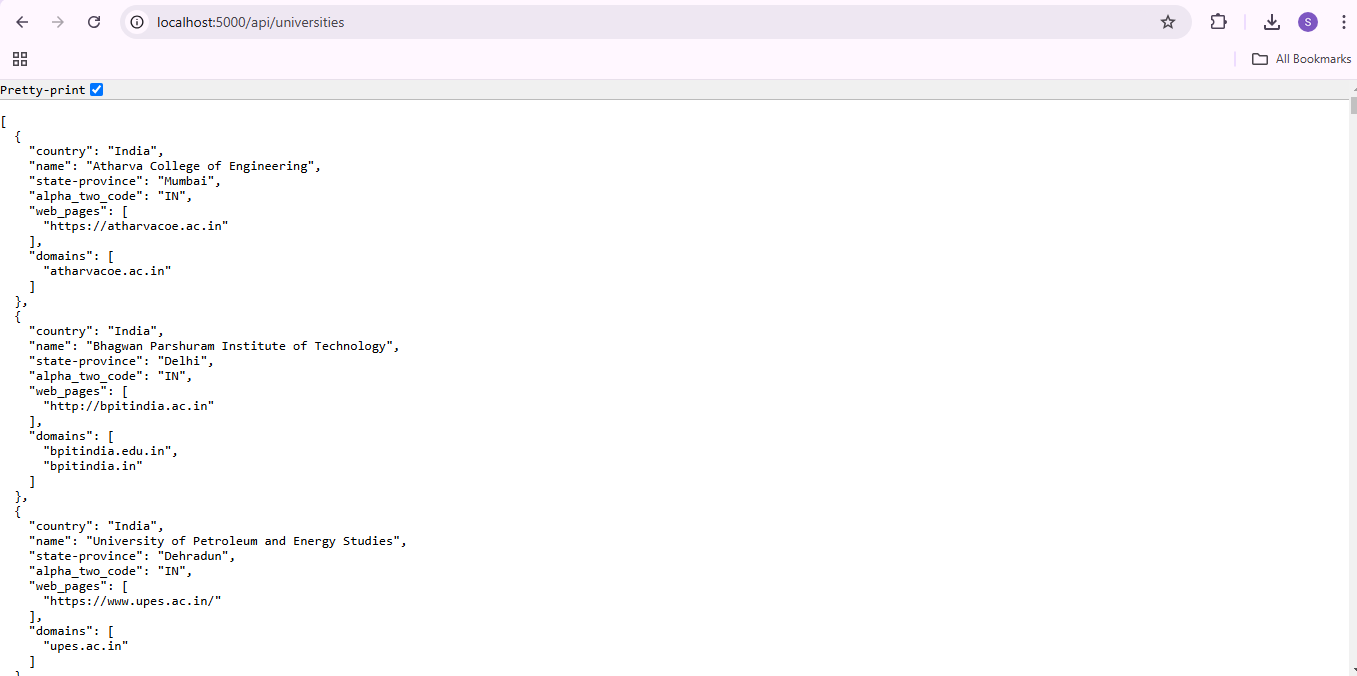 localhost:5000/api/universities
S
All Bookmarks
Pretty-print
[
  {
    "country": "India",
    "name": "Atharva College of Engineering",
    "state-province": "Mumbai",
    "alpha_two_code": "IN",
    "web_pages": [
      "https://atharvacoe.ac.in"
    ],
    "domains": [
      "atharvacoe.ac.in"
    ]
  },
  {
    "country": "India",
    "name": "Bhagwan Parshuram Institute of Technology",
    "state-province": "Delhi",
    "alpha_two_code": "IN",
    "web_pages": [
      "http://bpitindia.ac.in"
    ],
    "domains": [
      "bpitindia.edu.in",
      "bpitindia.in"
    ]
  },
  {
    "country": "India",
    "name": "University of Petroleum and Energy Studies",
    "state-province": "Dehradun",
    "alpha_two_code": "IN",
    "web_pages": [
      "https://www.upes.ac.in/"
    ],
    "domains": [
      "upes.ac.in"
    ]
  }